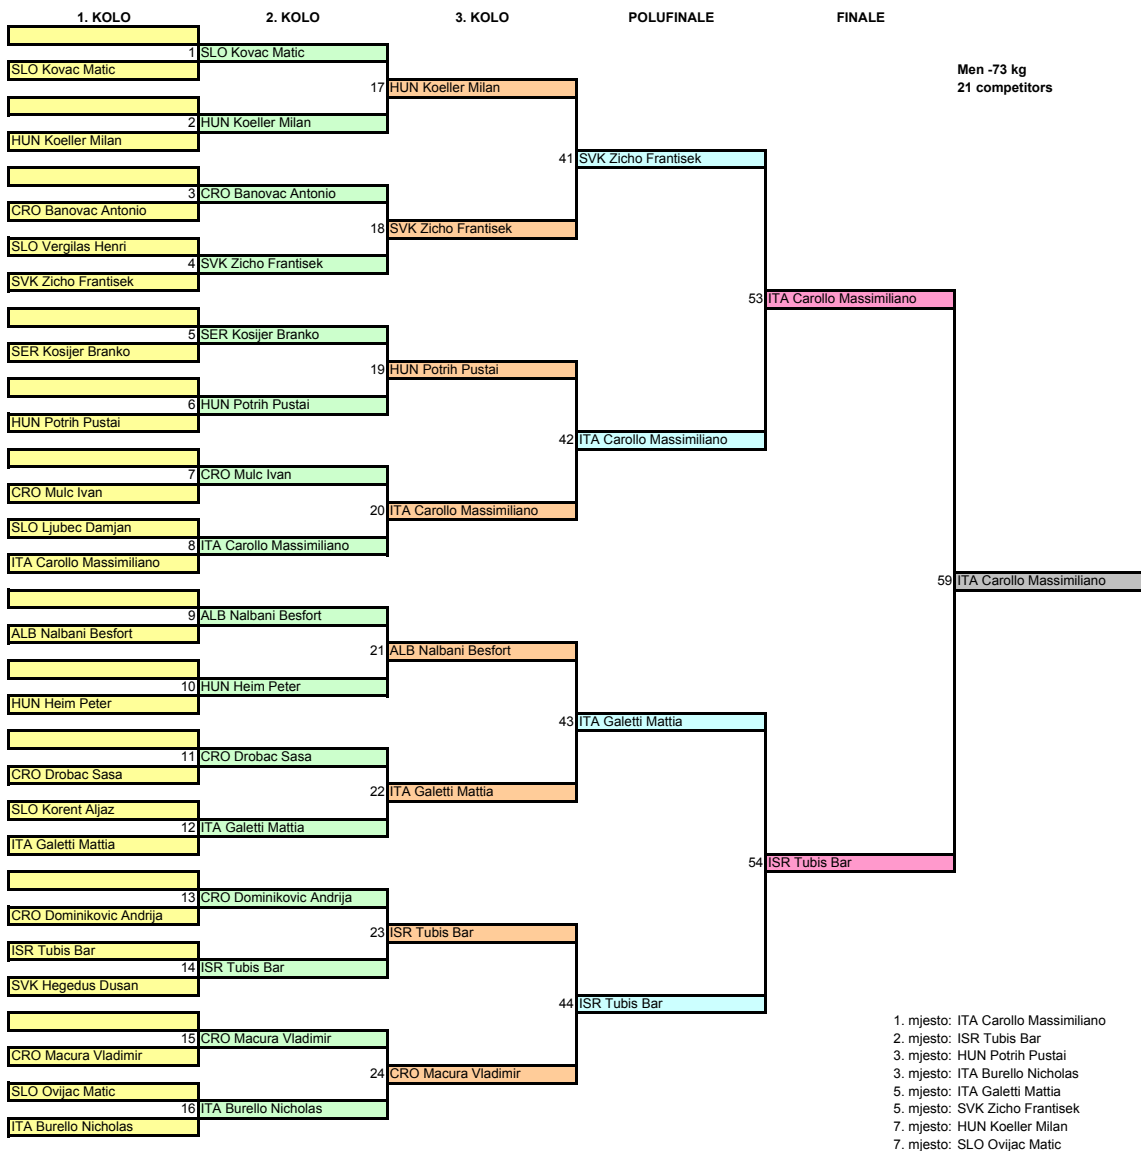 1. KOLO 2. KOLO 3. KOLO POLUFINALE FINALE
1 SLO Kovac Matic
SLO Kovac Matic
Men -73 kg
17 HUN Koeller Milan
21 competitors
2 HUN Koeller Milan
HUN Koeller Milan
41 SVK Zicho Frantisek
3 CRO Banovac Antonio
CRO Banovac Antonio
18 SVK Zicho Frantisek
SLO Vergilas Henri
4 SVK Zicho Frantisek
SVK Zicho Frantisek
53 ITA Carollo Massimiliano
5 SER Kosijer Branko
SER Kosijer Branko
19 HUN Potrih Pustai
6 HUN Potrih Pustai
HUN Potrih Pustai
42 ITA Carollo Massimiliano
7 CRO Mulc Ivan
CRO Mulc Ivan
20 ITA Carollo Massimiliano
SLO Ljubec Damjan
8 ITA Carollo Massimiliano
ITA Carollo Massimiliano
59 ITA Carollo Massimiliano
9 ALB Nalbani Besfort
ALB Nalbani Besfort
21 ALB Nalbani Besfort
10 HUN Heim Peter
HUN Heim Peter
43 ITA Galetti Mattia
11 CRO Drobac Sasa
CRO Drobac Sasa
22 ITA Galetti Mattia
SLO Korent Aljaz
12 ITA Galetti Mattia
ITA Galetti Mattia
54 ISR Tubis Bar
13 CRO Dominikovic Andrija
CRO Dominikovic Andrija
23 ISR Tubis Bar
ISR Tubis Bar
14 ISR Tubis Bar
SVK Hegedus Dusan
44 ISR Tubis Bar
1. mjesto: ITA Carollo Massimiliano
15 CRO Macura Vladimir
2. mjesto: ISR Tubis Bar
CRO Macura Vladimir
3. mjesto: HUN Potrih Pustai
24 CRO Macura Vladimir
3. mjesto: ITA Burello Nicholas
SLO Ovijac Matic
5. mjesto: ITA Galetti Mattia
16 ITA Burello Nicholas
5. mjesto: SVK Zicho Frantisek
ITA Burello Nicholas
7. mjesto: HUN Koeller Milan
7. mjesto: SLO Ovijac Matic